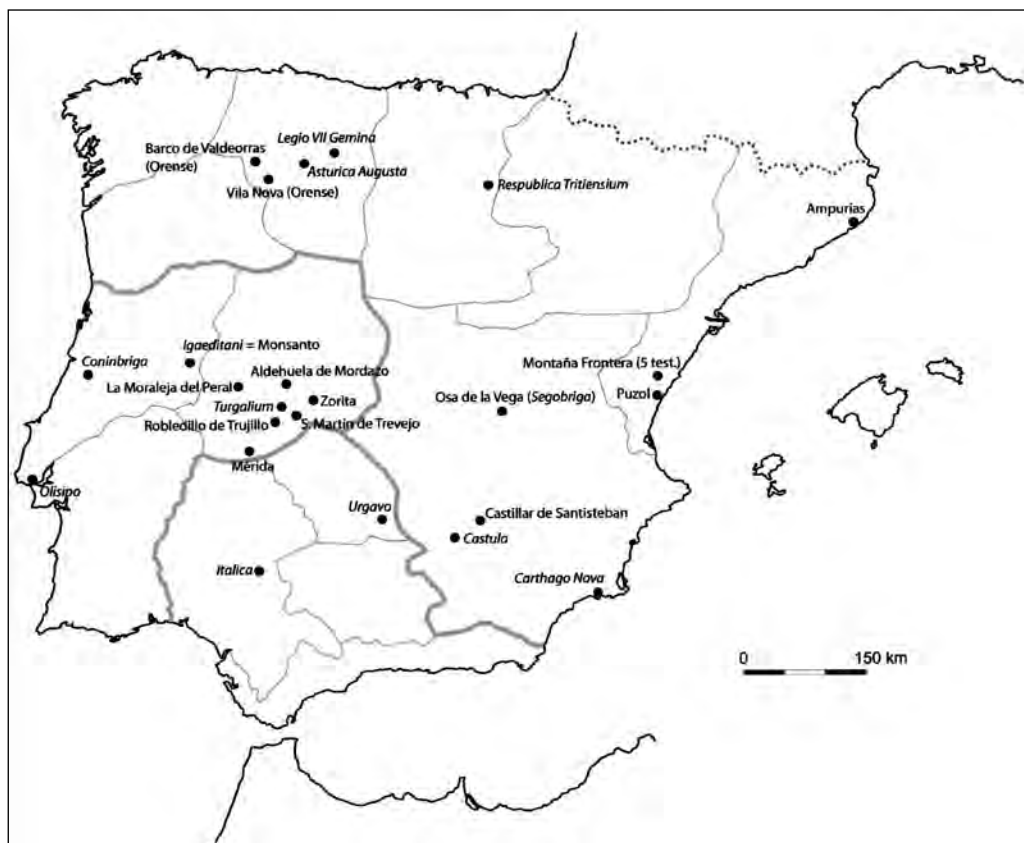 Legio VII Gemina
Barco de Valdeorras
(Orense)
Asturica Augusta
Vila Nova (Orense)
Respublica Tritiensium
Ampurias
Igaeditani = Monsanto
Coninbriga
Aldehuela de Mordazo
La Moraleja del Peral
Zorita
Turgalium
Robledillo de Trujillo
S. Martín de Trevejo
Mérida
Montaña Frontera (5 test.)
Puzol
Osa de la Vega (Segobriga)
Olisipo
Urgavo
Castillar de Santisteban
Castula
Italica
Carthago Nova
0 150 km